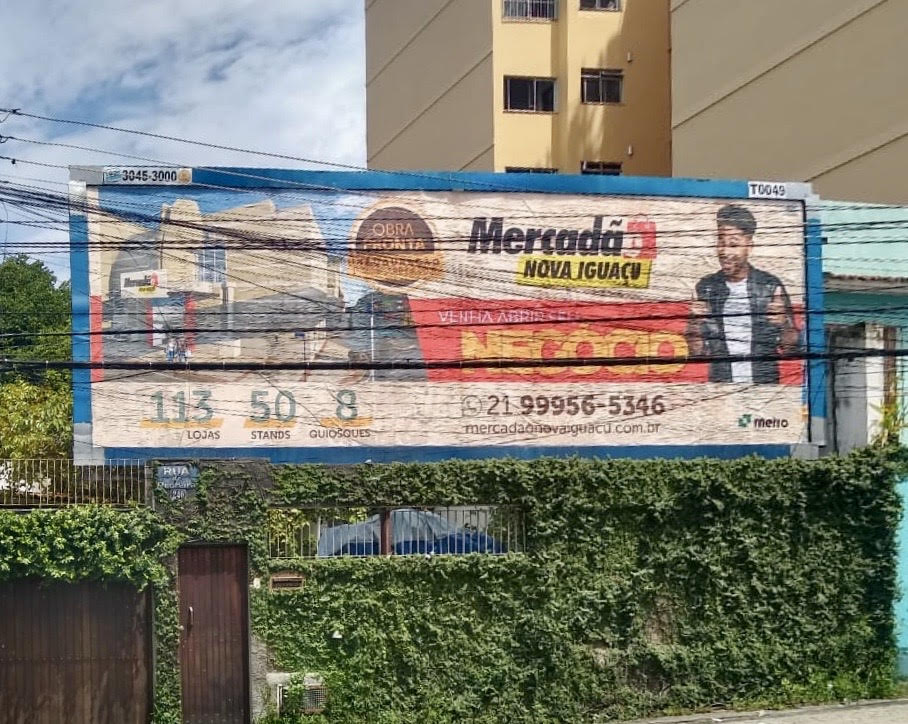 3045-3000
T0049
OBRA
PRONTA
Mercadã
NOVA IGUAÇU
VENHA ABRIR SEU
NEGÓCIO
113
LOJAS
50
STANDS
8
QUIOSQUES
21 99956-5346
mercadaonovaiguacu.com.br
metro
RUA